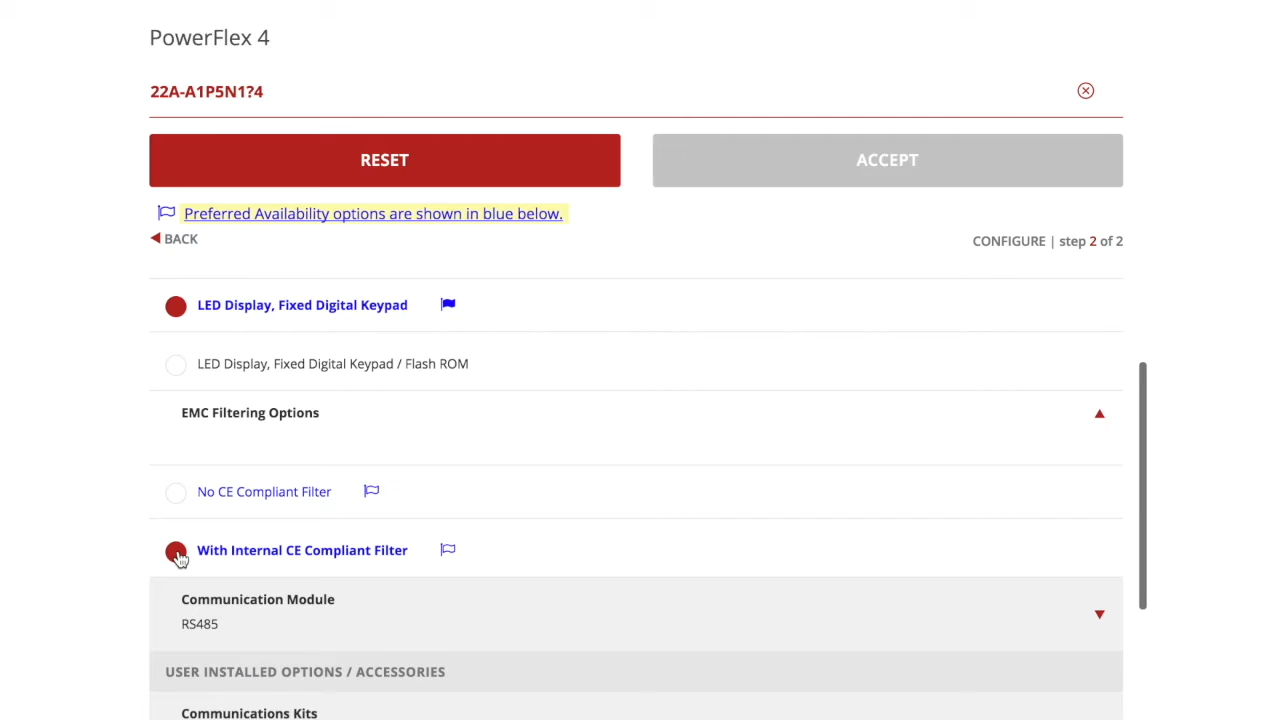 PowerFlex 4
22A-A1P5N1?4
RESET
ACCEPT
Preferred Availability options are shown in blue below.
BACK
CONFIGURE | step 2 of 2
LED Display, Fixed Digital Keypad
LED Display, Fixed Digital Keypad / Flash ROM
EMC Filtering Options
No CE Compliant Filter
With Internal CE Compliant Filter
Communication Module
RS485
USER INSTALLED OPTIONS / ACCESSORIES
Communications Kits